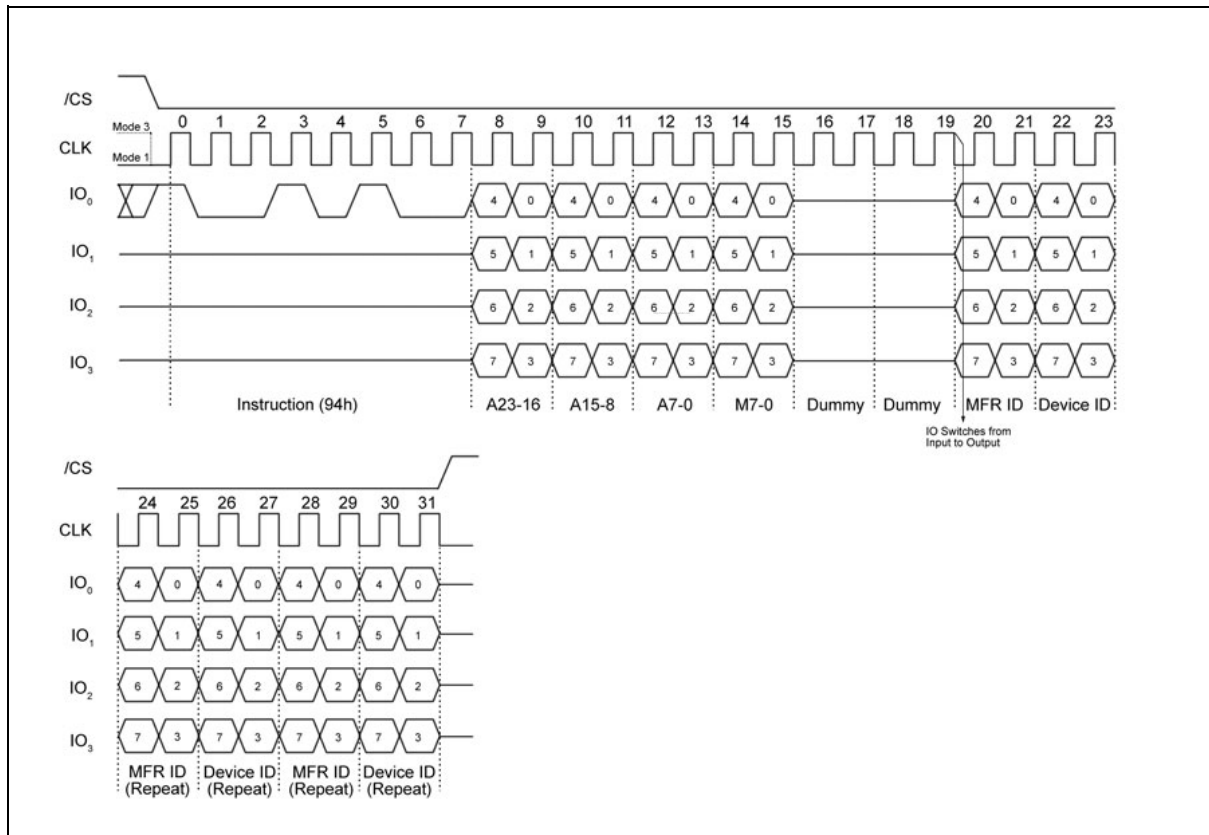 /CS
Mode 3
0 1 2 3 4 5 6 7 8 9 10 11 12 13 14 15 16 17 18 19 20 21 22 23
CLK
Mode 1
IO0 4 0 4 0 4 0 4 0 4 0 4 0
IO1 5 1 5 1 5 1 5 1 5 1 5 1
IO2 6 2 6 2 6 2 6 2 6 2 6 2
IO3 7 3 7 3 7 3 7 3 7 3 7 3
Instruction (94h) A23-16 A15-8 A7-0 M7-0 Dummy Dummy MFR ID Device ID
IO Switches from
Input to Output
/CS
24 25 26 27 28 29 30 31
CLK
IO0 4 0 4 0 4 0 4 0
IO1 5 1 5 1 5 1 5 1
IO2 6 2 6 2 6 2 6 2
IO3 7 3 7 3 7 3 7 3
MFR ID Device ID MFR ID Device ID
(Repeat) (Repeat) (Repeat) (Repeat)